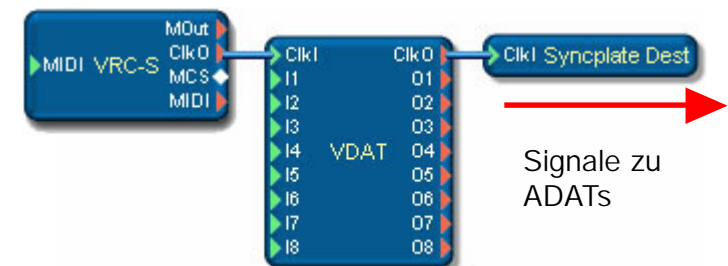 MIDI VRC-S
MOut
ClkO
MCS
MIDI
ClkI
I1
I2
I3
I4
I5
I6
I7
I8
VDAT
ClkO
O1
O2
O3
O4
O5
O6
O7
O8
ClkI Syncplate Dest
Signale zu
ADATs